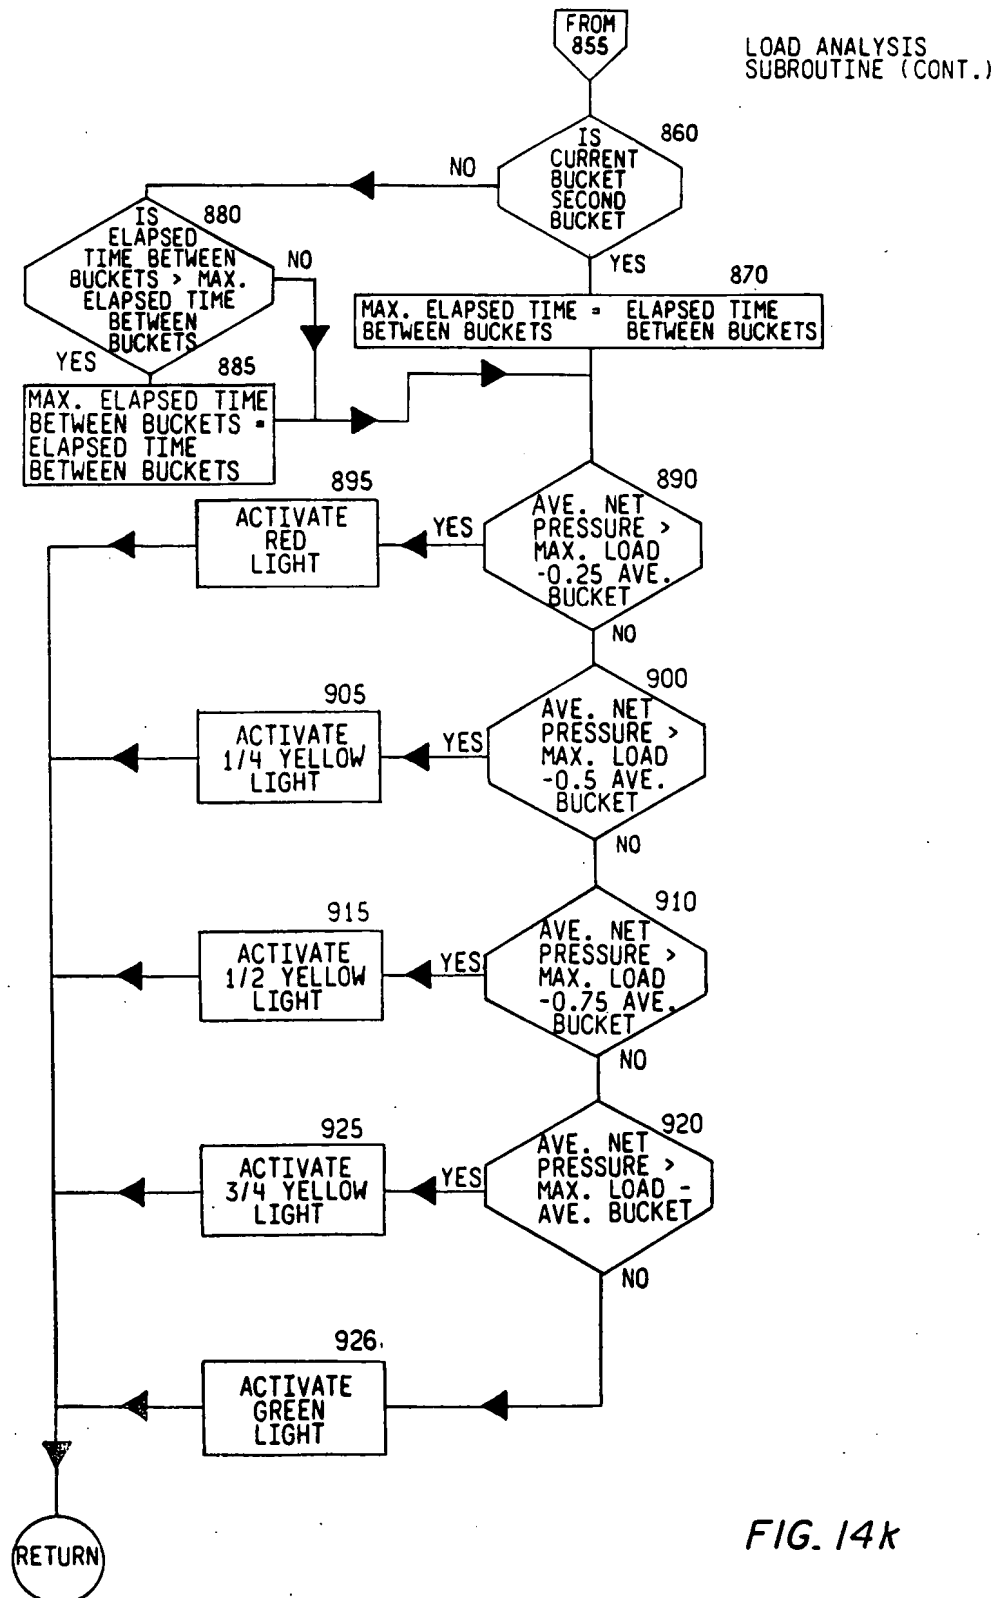 FROM
855
LOAD ANALYSIS
SUBROUTINE (CONT.)
860
IS
CURRENT
BUCKET
SECOND
BUCKET
NO
YES
880
IS
ELAPSED
TIME BETWEEN
BUCKETS > MAX.
ELAPSED TIME
BETWEEN
BUCKETS
NO
YES
870
MAX. ELAPSED TIME = ELAPSED TIME
BETWEEN BUCKETS BETWEEN BUCKETS
885
MAX. ELAPSED TIME
BETWEEN BUCKETS =
ELAPSED TIME
BETWEEN BUCKETS
890
AVE. NET
PRESSURE >
MAX. LOAD
-0.25 AVE.
BUCKET
YES
895
ACTIVATE
RED
LIGHT
NO
900
AVE. NET
PRESSURE >
MAX. LOAD
-0.5 AVE.
BUCKET
YES
905
ACTIVATE
1/4 YELLOW
LIGHT
NO
910
AVE. NET
PRESSURE >
MAX. LOAD
-0.75 AVE.
BUCKET
YES
915
ACTIVATE
1/2 YELLOW
LIGHT
NO
920
AVE. NET
PRESSURE >
MAX. LOAD -
AVE. BUCKET
YES
925
ACTIVATE
3/4 YELLOW
LIGHT
NO
926
ACTIVATE
GREEN
LIGHT
RETURN
FIG. 14k